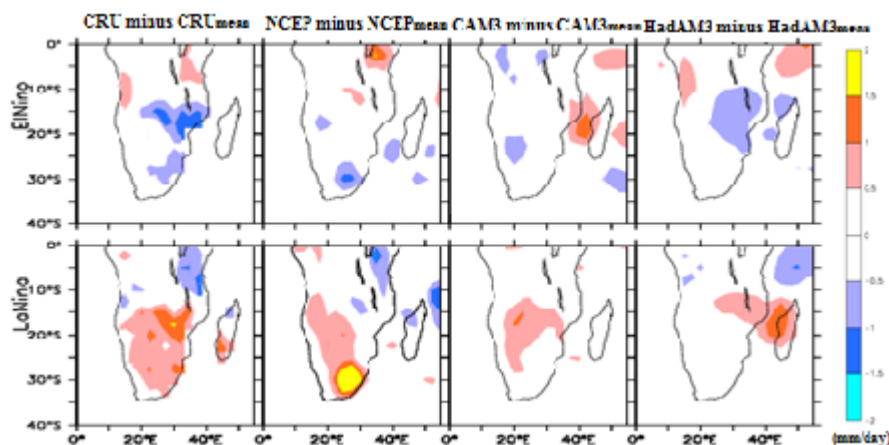 CRU minus CRUmean NCEP minus NCEPmean CAM3 minus CAM3mean HadAM3 minus HadAM3mean
ElNino
0°
10°S
20°S
30°S
40°S
2
1.5
1
0.5
0
-0.5
-1
-1.5
-2
LaNina
0°
10°S
20°S
30°S
40°S
0° 20°E 40°E 0° 20°E 40°E 0° 20°E 40°E 0° 20°E 40°E
(mm/day)